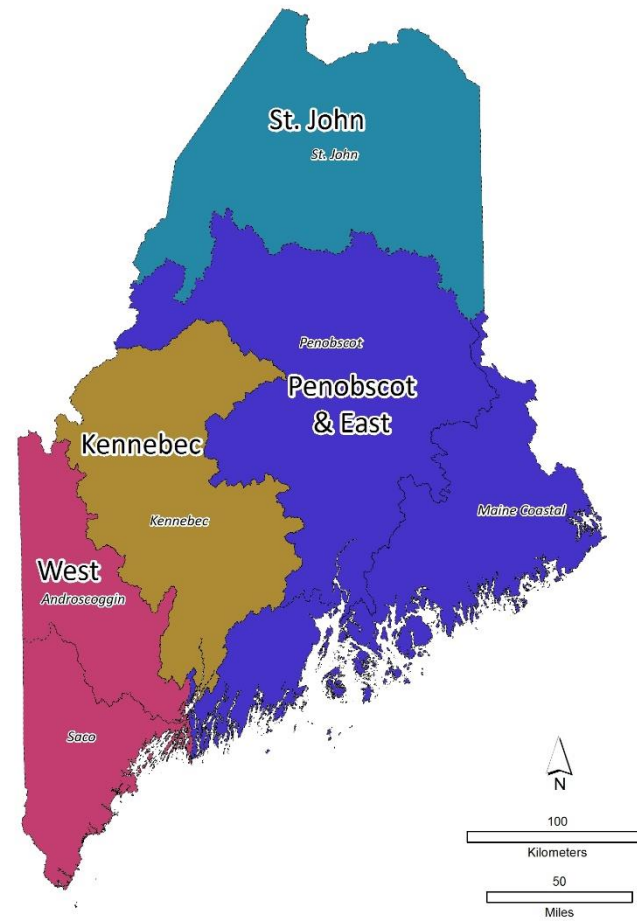 St. John
St. John
Penobscot
Penobscot
& East
Kennebec
Kennebec
Maine Coastal
West
Androscoggin
Saco
N
100
Kilometers
50
Miles